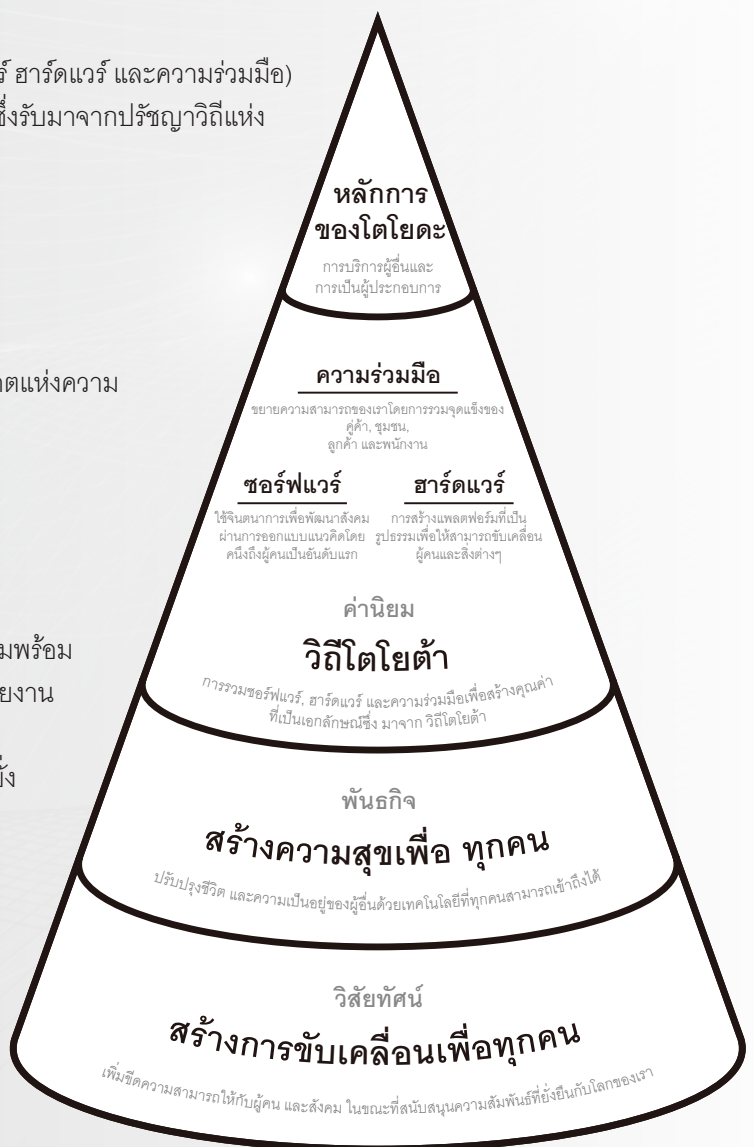 ร์ ฮาร์ดแวร์ และความร่วมมือ)
ซึ่งรับมาจากปรัชญาวิถีแห่ง
คตแห่งความ
มพร้อม
ยงาน
ยั่ง
หลักการ
ของโตโยดะ
การบริการผู้อื่นและ
การเป็นผู้ประกอบการ
ความร่วมมือ
ขยายความสามารถของเราโดยการรวมจุดแข็งของ
คู่ค้า, ชุมชน,
ลูกค้า และพนักงาน
ซอร์ฟแวร์
ใช้จินตนาการเพื่อพัฒนาสังคม
ผ่านการออกแบบแนวคิดโดย
คนึงถึงผู้คนเป็นอันดับแรก
ฮาร์ดแวร์
การสร้างแพลตฟอร์มที่เป็น
รูปธรรมเพื่อให้สามารถขับเคลื่อน
ผู้คนและสิ่งต่างๆ
ค่านิยม
วิถีโตโยต้า
การรวมซอร์ฟแวร์, ฮาร์ดแวร์ และความร่วมมือเพื่อสร้างคุณค่า
ที่เป็นเอกลักษณ์ซึ่ง มาจาก วิถีโตโยต้า
พันธกิจ
สร้างความสุขเพื่อ ทุกคน
ปรับปรุงชีวิต และความเป็นอยู่ของผู้อื่นด้วยเทคโนโลยีที่ทุกคนสามารถเข้าถึงได้
วิสัยทัศน์
สร้างการขับเคลื่อนเพื่อทุกคน
เพิ่มขีดความสามารถให้กับผู้คน และสังคม ในขณะที่สนับสนุนความสัมพันธ์ที่ยั่งยืนกับโลกของเรา